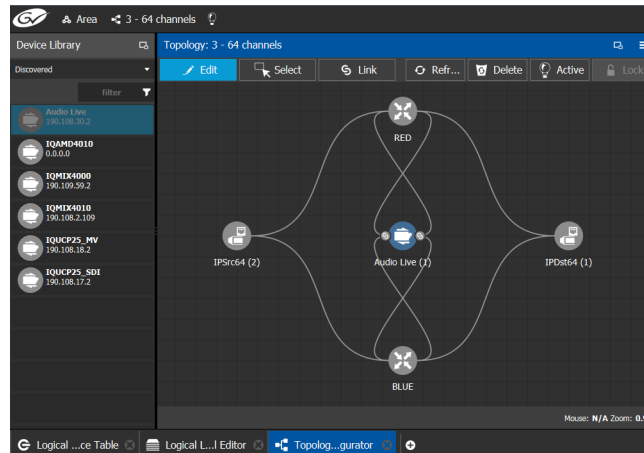 GV Area 3 - 64 channels
Device Library
Topology: 3 - 64 channels
Discovered
Edit Select Link Refr... Delete Active Lock
filter
Audio Live
190.108.30.2
IQAMD4010
0.0.0.0
IQMIX4000
190.109.59.2
IQMIX4010
190.108.2.109
IQUCP25_MV
190.108.18.2
IQUCP25_SDI
190.108.17.2
RED
IPSrc64 (2)
Audio Live (1)
IPDst64 (1)
BLUE
Mouse: N/A Zoom:
Logical ...ce Table Logical L...l Editor Topolog...gurator